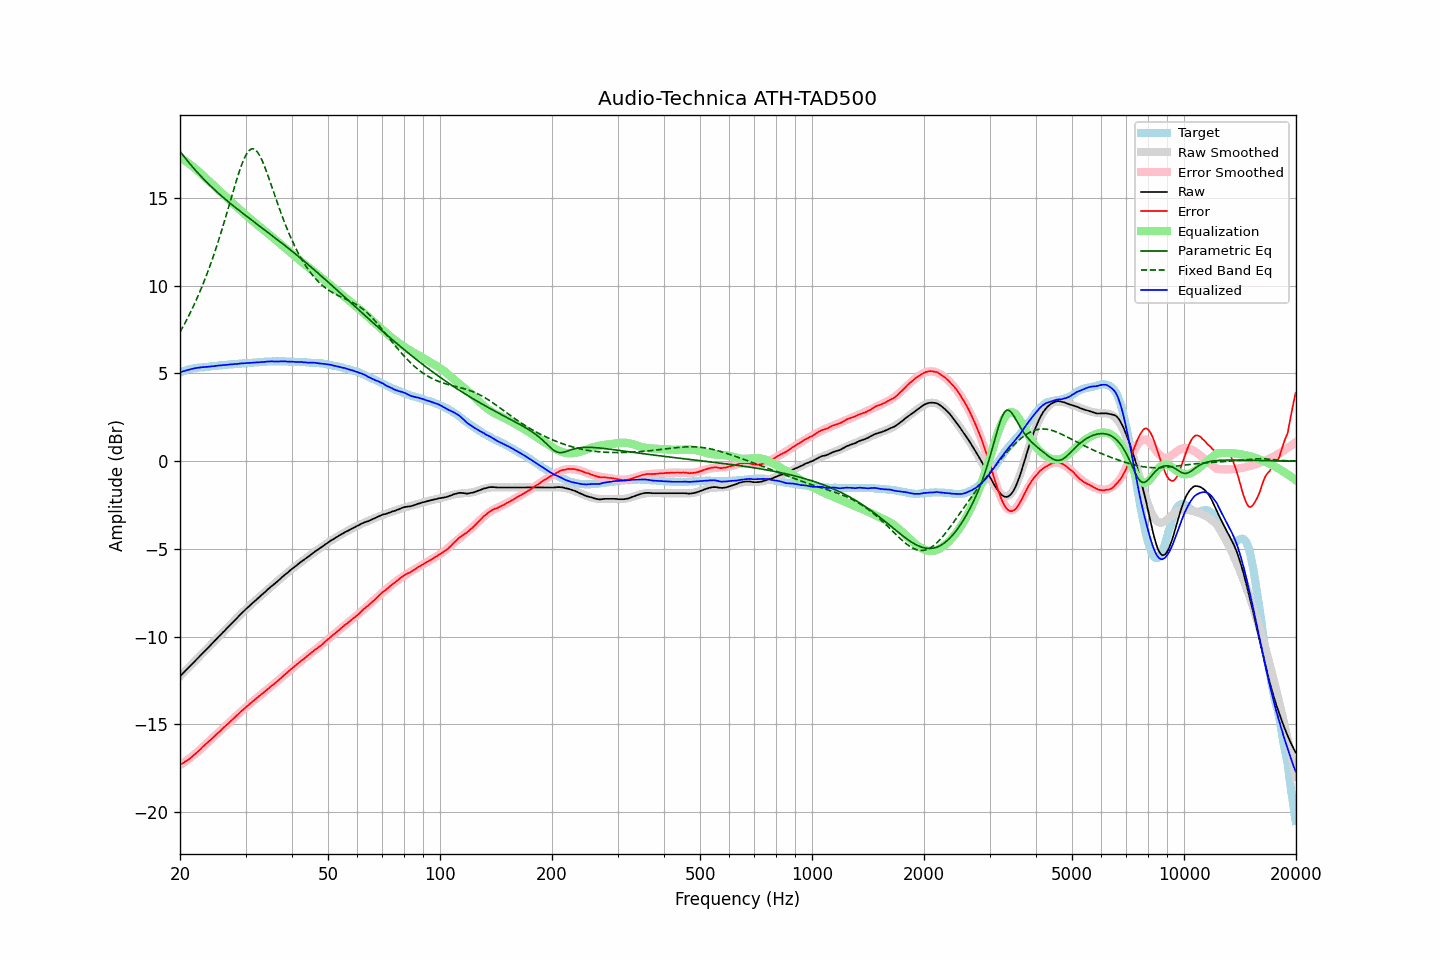 Audio-Technica ATH-TAD500
Target
Raw Smoothed
Error Smoothed
Raw
Error
Equalization
Parametric Eq
Fixed Band Eq
Equalized
Amplitude (dBr)
15
10
5
0
−5
−10
−15
−20
20 50 100 200 500 1000 2000 5000 10000 20000
Frequency (Hz)